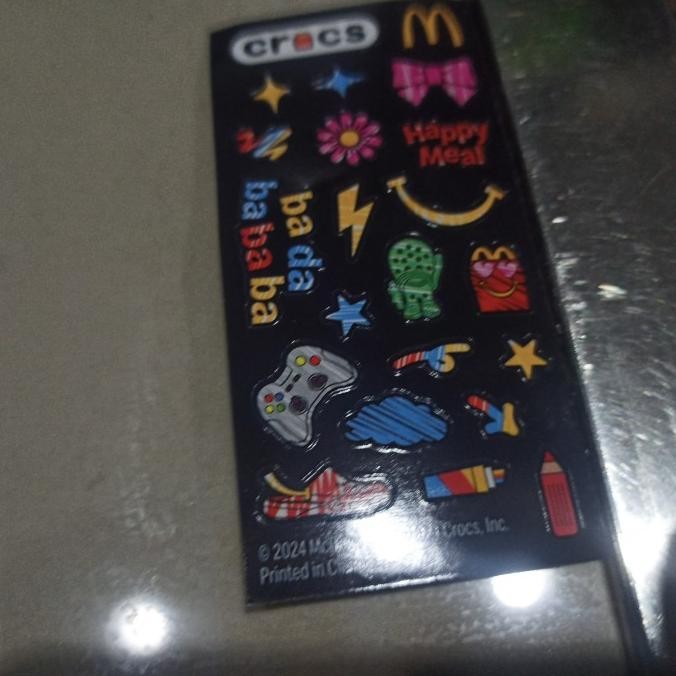 crocs
M
Happy
Meal
ba da
ba ba ba
© 2024 Crocs, Inc.
Printed in